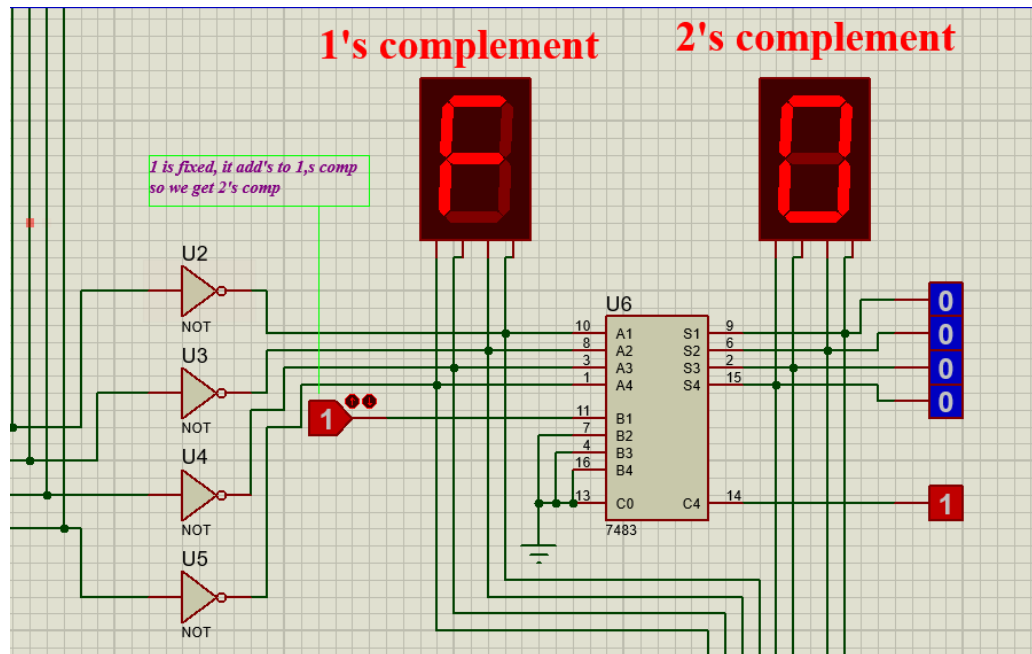 1's complement
2's complement
F
0
1 is fixed, it add's to 1,s comp
so we get 2's comp
U2
NOT
U3
NOT
U4
NOT
U5
NOT
1
U6
10 A1 S1 9
8 A2 S2 6
3 A3 S3 2
1 A4 S4 15
11 B1
7 B2
4 B3
16 B4
13 C0 C4 14
7483
0
0
0
0
1